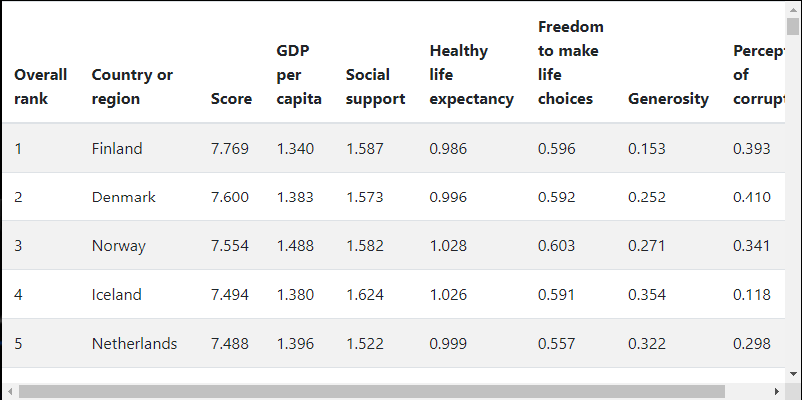 Overall rank Country or region Score GDP per capita Social support Healthy life expectancy Freedom to make life choices Generosity Percept of corrupt
1 Finland 7.769 1.340 1.587 0.986 0.596 0.153 0.393
2 Denmark 7.600 1.383 1.573 0.996 0.592 0.252 0.410
3 Norway 7.554 1.488 1.582 1.028 0.603 0.271 0.341
4 Iceland 7.494 1.380 1.624 1.026 0.591 0.354 0.118
5 Netherlands 7.488 1.396 1.522 0.999 0.557 0.322 0.298